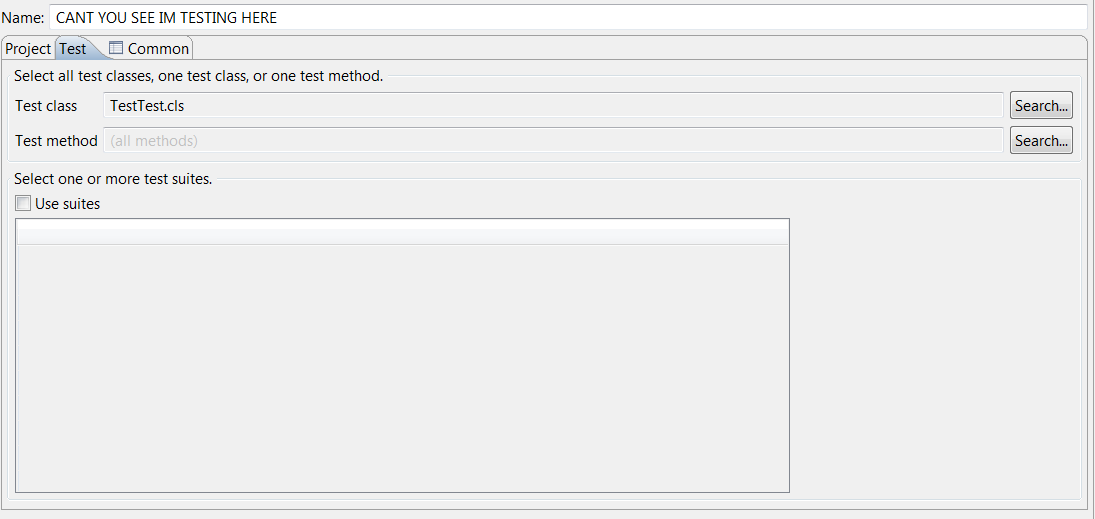 Name: CANT YOU SEE IM TESTING HERE
Project Test Common
Select all test classes, one test class, or one test method.
Test class TestTest.cls Search...
Test method (all methods) Search...
Select one or more test suites.
Use suites